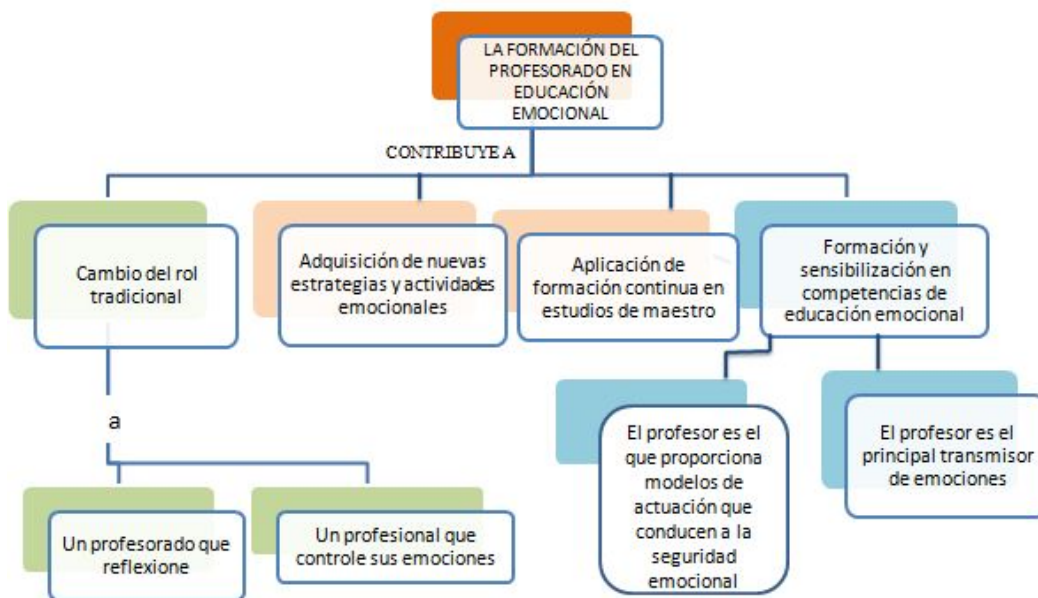 LA FORMACIÓN DEL
PROFESORADO EN
EDUCACIÓN
EMOCIONAL
CONTRIBUYE A
Cambio del rol
tradicional
Adquisición de nuevas
estrategias y actividades
emocionales
Aplicación de
formación continua en
estudios de maestro
Formación y
sensibilización en
competencias de
educación emocional
a
Un profesorado que
reflexione
Un profesional que
controle sus emociones
El profesor es el
que proporciona
modelos de
actuación que
conducen a la
seguridad
emocional
El profesor es el
principal transmisor
de emociones